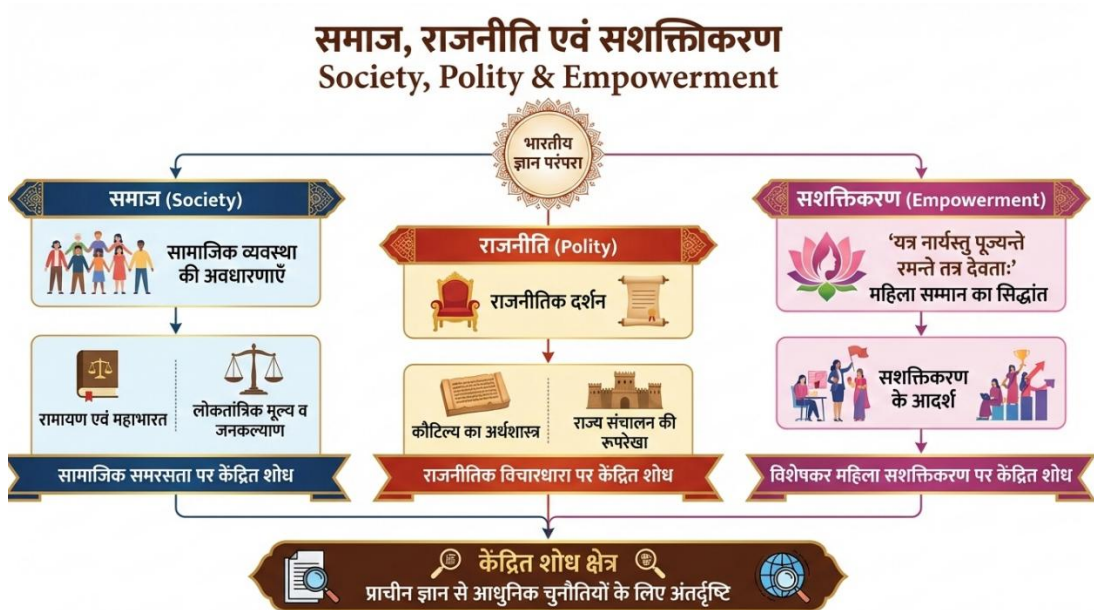 समाज, राजनीति एवं सशक्तिकरण
Society, Polity & Empowerment
भारतीय
ज्ञान परंपरा
समाज (Society)
सामाजिक व्यवस्था
की अवधारणाएँ
रामायण एवं महाभारत
लोकतांत्रिक मूल्य व
जनकल्याण
सामाजिक समरसता पर केंद्रित शोध
राजनीति (Polity)
राजनीतिक दर्शन
कौटिल्य का अर्थशास्त्र
राज्य संचालन की
रूपरेखा
राजनीतिक विचारधारा पर केंद्रित शोध
सशक्तिकरण (Empowerment)
‘यत्र नार्यस्तु पूज्यन्ते
रमन्ते तत्र देवताः’
महिला सम्मान का सिद्धांत
सशक्तिकरण
के आदर्श
विशेषकर महिला सशक्तिकरण पर केंद्रित शोध
केंद्रित शोध क्षेत्र
प्राचीन ज्ञान से आधुनिक चुनौतियों के लिए अंतर्दृष्टि